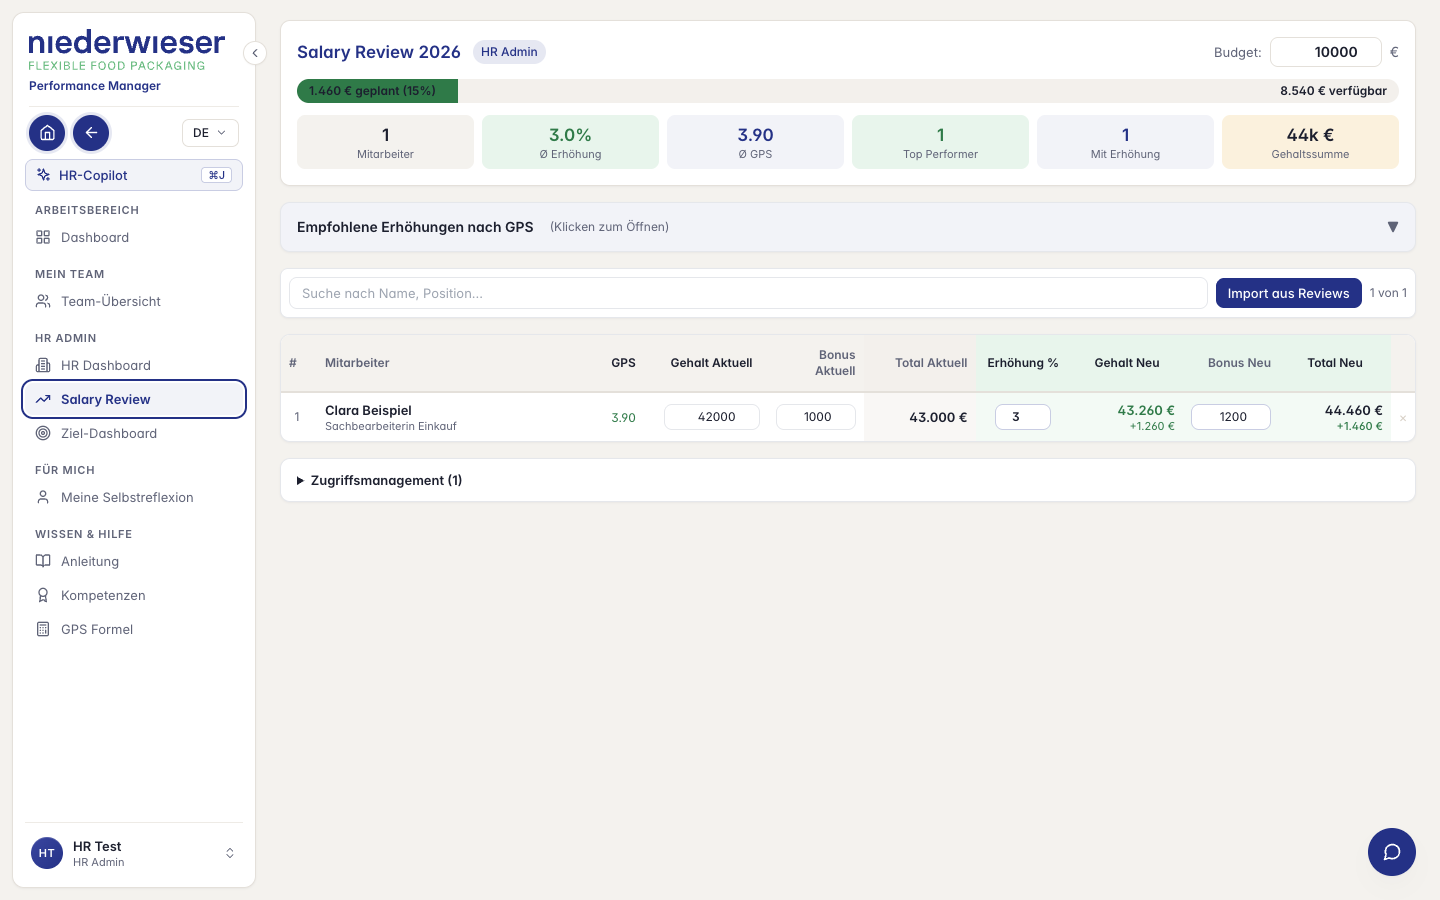 niederwieser
FLEXIBLE FOOD PACKAGING
Performance Manager
DE
HR-Copilot ⌘J
ARBEITSBEREICH
Dashboard
MEIN TEAM
Team-Übersicht
HR ADMIN
HR Dashboard
Salary Review
Ziel-Dashboard
FÜR MICH
Meine Selbstreflexion
WISSEN & HILFE
Anleitung
Kompetenzen
GPS Formel
HT
HR Test
HR Admin
Salary Review 2026 HR Admin Budget: 10000 €
1.460 € geplant (15%) 8.540 € verfügbar
1
Mitarbeiter
3.0%
Ø Erhöhung
3.90
Ø GPS
1
Top Performer
1
Mit Erhöhung
44k €
Gehaltssumme
Empfohlene Erhöhungen nach GPS (Klicken zum Öffnen) ▼
Suche nach Name, Position... Import aus Reviews 1 von 1
# Mitarbeiter GPS Gehalt Aktuell Bonus Aktuell Total Aktuell Erhöhung % Gehalt Neu Bonus Neu Total Neu
1 Clara Beispiel 3.90 42000 1000 43.000 € 3 43.260 € 1200 44.460 € ×
Sachbearbeiterin Einkauf +1.260 € +1.460 €
▶ Zugriffsmanagement (1)